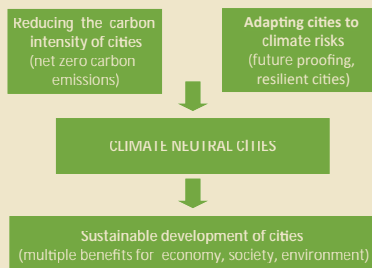 Reducing the carbon
intensity of cities
(net zero carbon
emissions)
Adapting cities to
climate risks
(future proofing,
resilient cities)
CLIMATE NEUTRAL CITIES
Sustainable development of cities
(multiple benefits for economy, society, environment)